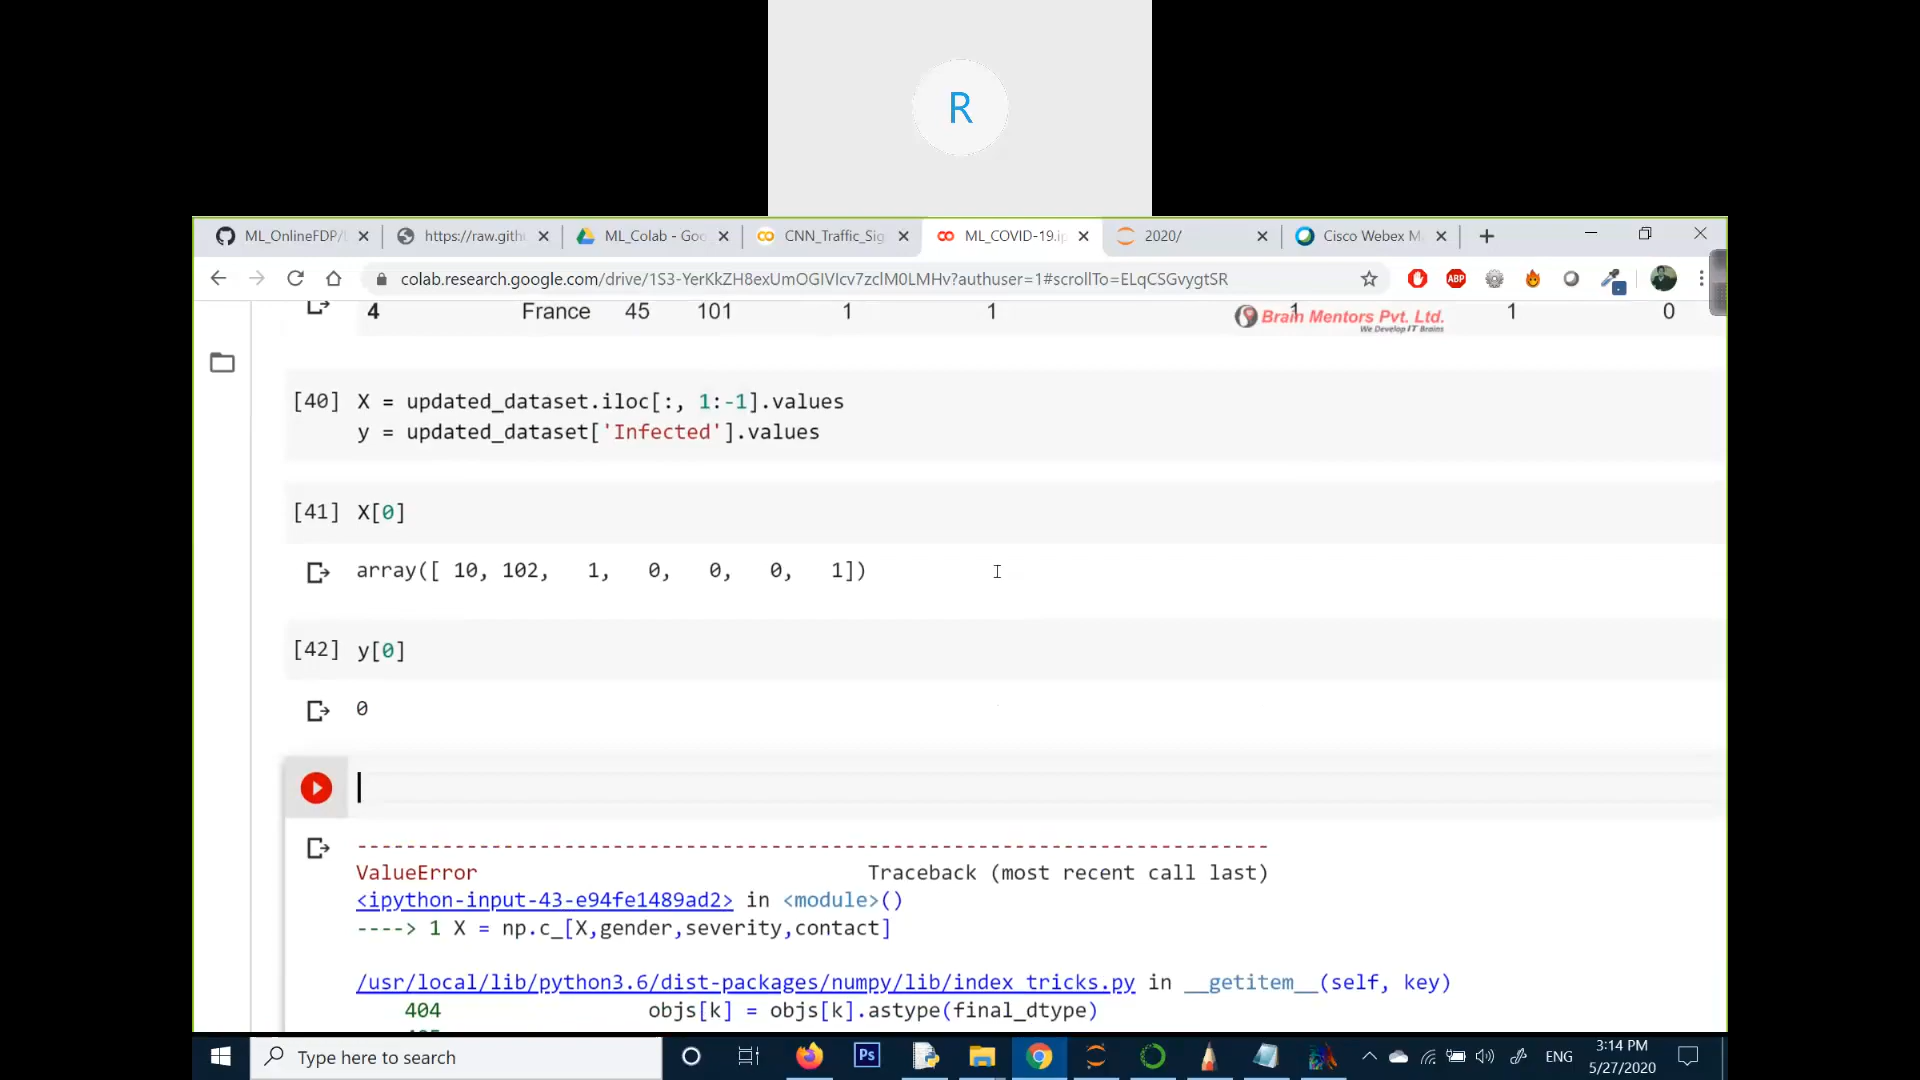 R
ML_OnlineFDP/
https://raw.gith
ML_Colab - Goo
CNN_Traffic_Sig
ML_COVID-19.ip
2020/
Cisco Webex M
colab.research.google.com/drive/1S3-YerKkZH8exUmOGIVIcv7zclM0LMHv?authuser=1#scrollTo=ELqCSGvygtSR
ABP
4 France 45 101 1 1 1 1 0
Brain Mentors Pvt. Ltd.
We Develop IT Brains
[40] X = updated_dataset.iloc[:, 1:-1].values
y = updated_dataset['Infected'].values
[41] X[0]
array([ 10, 102, 1, 0, 0, 0, 1])
[42] y[0]
0
--------------------------------------------------------------------------
ValueError Traceback (most recent call last)
<ipython-input-43-e94fe1489ad2> in <module>()
----> 1 X = np.c_[X,gender,severity,contact]
/usr/local/lib/python3.6/dist-packages/numpy/lib/index_tricks.py in __getitem__(self, key)
404 objs[k] = objs[k].astype(final_dtype)
Type here to search
Ps
ENG
3:14 PM
5/27/2020